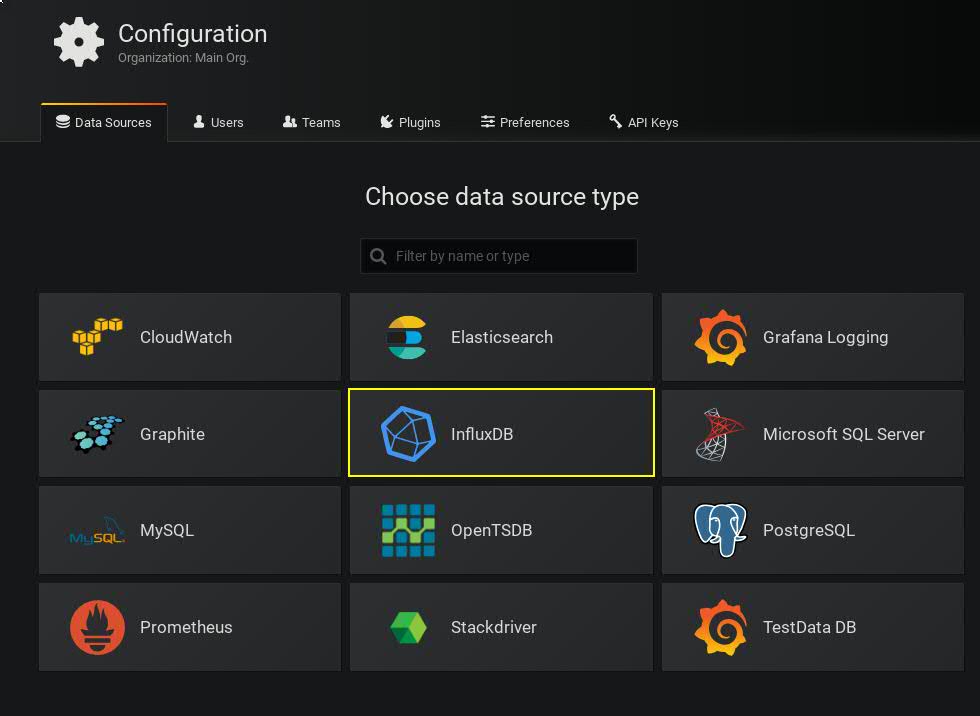 Configuration
Organization: Main Org.
Data Sources Users Teams Plugins Preferences API Keys
Choose data source type
Filter by name or type
CloudWatch Elasticsearch Grafana Logging
Graphite InfluxDB Microsoft SQL Server
MySQL MySQL OpenTSDB PostgreSQL
Prometheus Stackdriver TestData DB